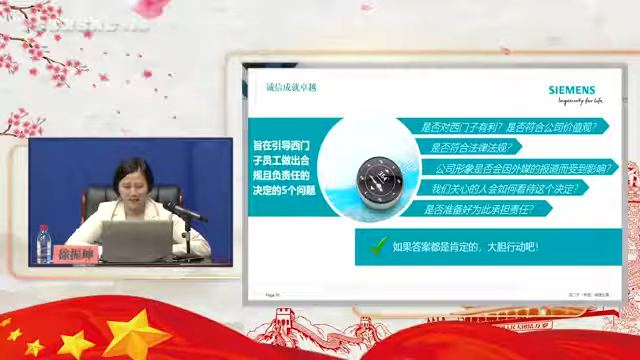 诚信成就卓越
SIEMENS
Ingenuity for life
旨在引导西门
子员工做出合
规且负责任的
决定的5个问题
是否对西门子有利？是否符合公司价值观？
是否符合法律法规？
公司形象是否会因外媒的报道而受到影响？
我们关心的人会如何看待这个决定？
是否准备好为此承担责任？
如果答案都是肯定的，大胆行动吧！
徐振坤